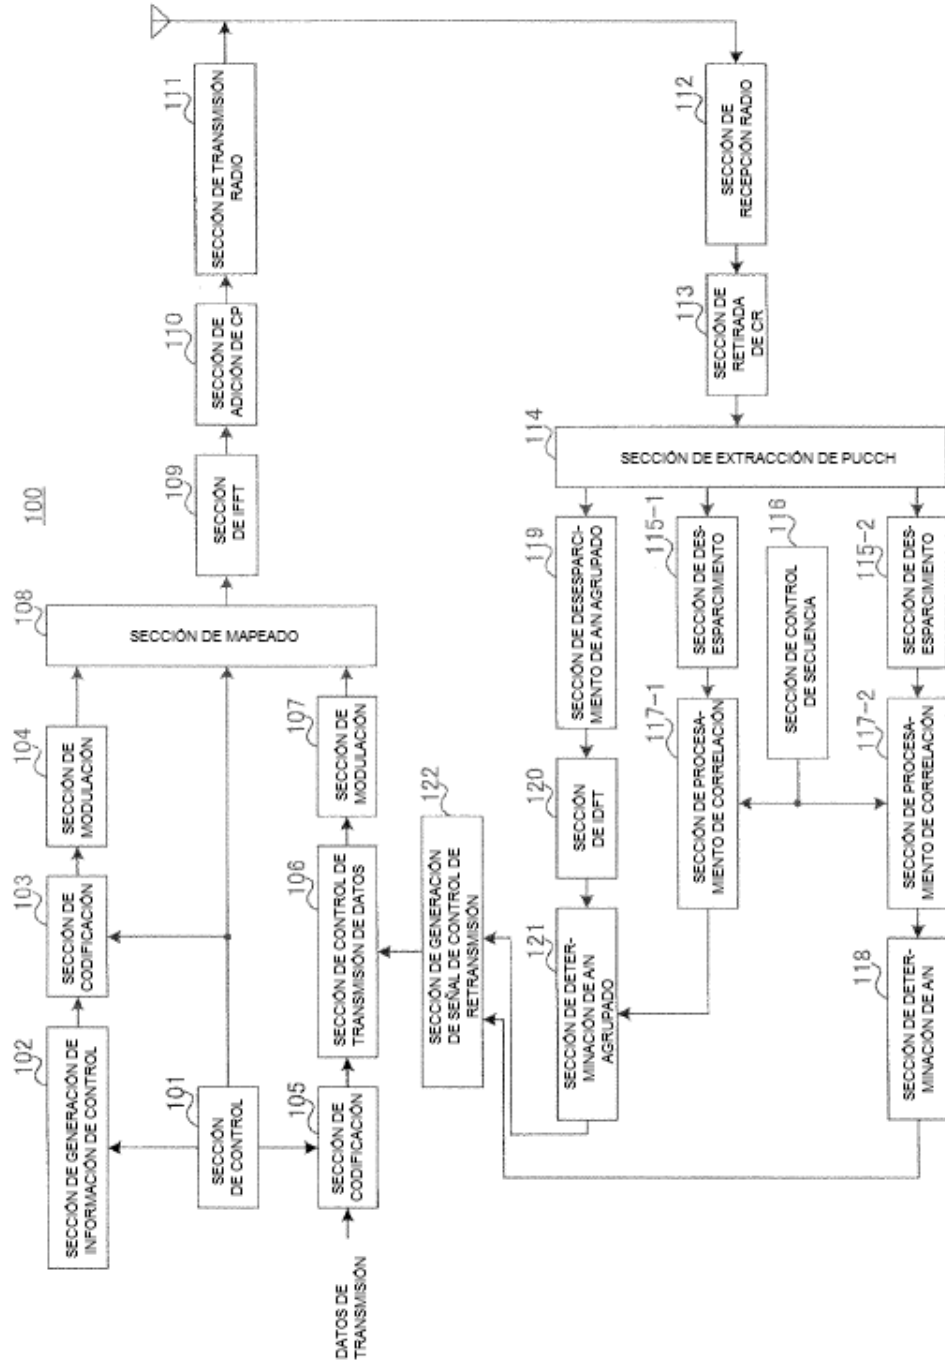 100
102
SECCIÓN DE GENERACIÓN DE
INFORMACIÓN DE CONTROL
103
SECCIÓN DE
CODIFICACIÓN
104
SECCIÓN DE
MODULACIÓN
108
SECCIÓN DE MAPEADO
109
SECCIÓN
DE IFFT
110
SECCIÓN DE
ADICIÓN DE CP
111
SECCIÓN DE TRANSMISIÓN
RADIO
101
SECCIÓN
DE CONTROL
DATOS DE
TRANSMISIÓN
105
SECCIÓN DE
CODIFICACIÓN
106
SECCIÓN DE CONTROL DE
TRANSMISIÓN DE DATOS
107
SECCIÓN DE
MODULACIÓN
122
SECCIÓN DE GENERACIÓN
DE SEÑAL DE CONTROL DE
RETRANSMISIÓN
121
SECCIÓN DE DETER-
MINACIÓN DE A/N
AGRUPADO
120
SECCIÓN
DE IDFT
119
SECCIÓN DE DESESPARCI-
MIENTO DE A/N AGRUPADO
114
SECCIÓN DE EXTRACCIÓN DE PUCCH
113
SECCIÓN DE
RETIRADA
DE CR
112
SECCIÓN DE
RECEPCIÓN RADIO
117-1
SECCIÓN DE PROCESA-
MIENTO DE CORRELACIÓN
115-1
SECCIÓN DE DES-
ESPARCIMIENTO
116
SECCIÓN DE CONTROL
DE SECUENCIA
118
SECCIÓN DE DETER-
MINACIÓN DE A/N
117-2
SECCIÓN DE PROCESA-
MIENTO DE CORRELACIÓN
115-2
SECCIÓN DE DES-
ESPARCIMIENTO